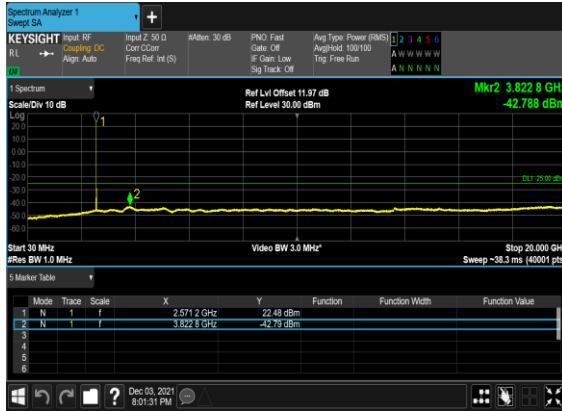 Spectrum Analyzer 1
Swept SA
+
KEYSIGHT Input: RF Input Z: 50 Ω #Atten: 30 dB PNO: Fast Avg Type: Power (RMS) 1 2 3 4 5 6
RL Coupling: DC Corr CCorr Gate: Off Avg|Hold: 100/100 A W W W W W
Align: Auto Freq Ref: Int (S) IF Gain: Low Trig: Free Run
LU Sig Track: Off A N N N N N
1 Spectrum Ref Lvl Offset 11.97 dB Mkr2 3.822 8 GHz
Scale/Div 10 dB Ref Level 30.00 dBm -42.788 dBm
Log
1
20.0
10.0
0.00
-10.0
-20.0
DL1 -25.00 dBm
-30.0
2
-40.0
-50.0
-60.0
Start 30 MHz Video BW 3.0 MHz* Stop 20.000 GHz
#Res BW 1.0 MHz Sweep ~38.3 ms (40001 pts)
5 Marker Table
Mode Trace Scale X Y Function Function Width Function Value
1 N 1 f 2.571 2 GHz 22.48 dBm
2 N 1 f 3.822 8 GHz -42.79 dBm
3
4
5
6
? Dec 03, 2021
8:01:31 PM